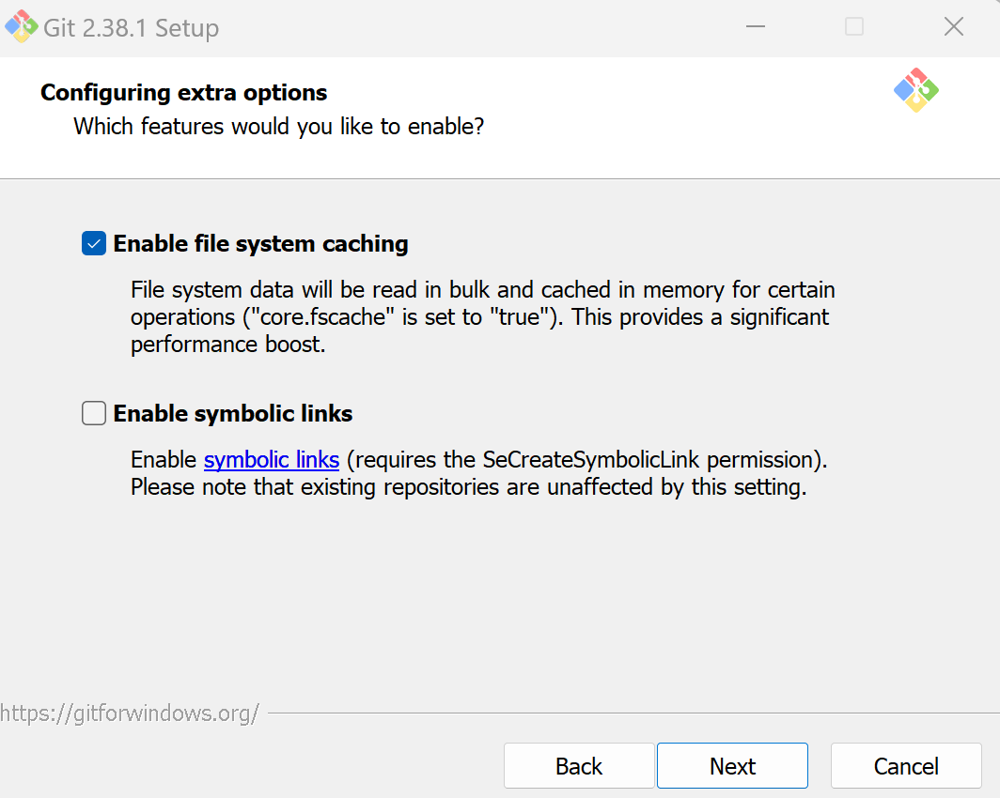 Git 2.38.1 Setup
Configuring extra options
Which features would you like to enable?
Enable file system caching
File system data will be read in bulk and cached in memory for certain
operations ("core.fscache" is set to "true"). This provides a significant
performance boost.
Enable symbolic links
Enable symbolic links (requires the SeCreateSymbolicLink permission).
Please note that existing repositories are unaffected by this setting.
https://gitforwindows.org/
Back Next Cancel